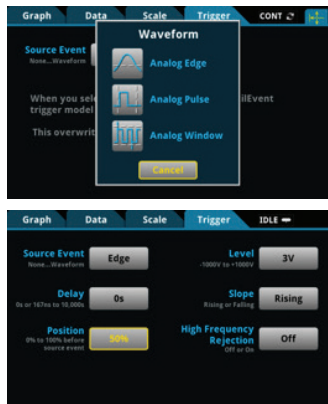 Graph Data Scale Trigger CONT
Waveform
Source Event
None...Waveform
Analog Edge
When you sele
ilEvent
trigger model
Analog Pulse
This overwrit
Analog Window
Cancel
Graph Data Scale Trigger IDLE
Source Event
None...Waveform
Edge
Level
-1000V to +1000V
3V
Delay
0s or 167ns to 10,000s
0s
Slope
Rising or Falling
Rising
Position
0% to 100% before
source event
50%
High Frequency
Rejection
Off or On
Off